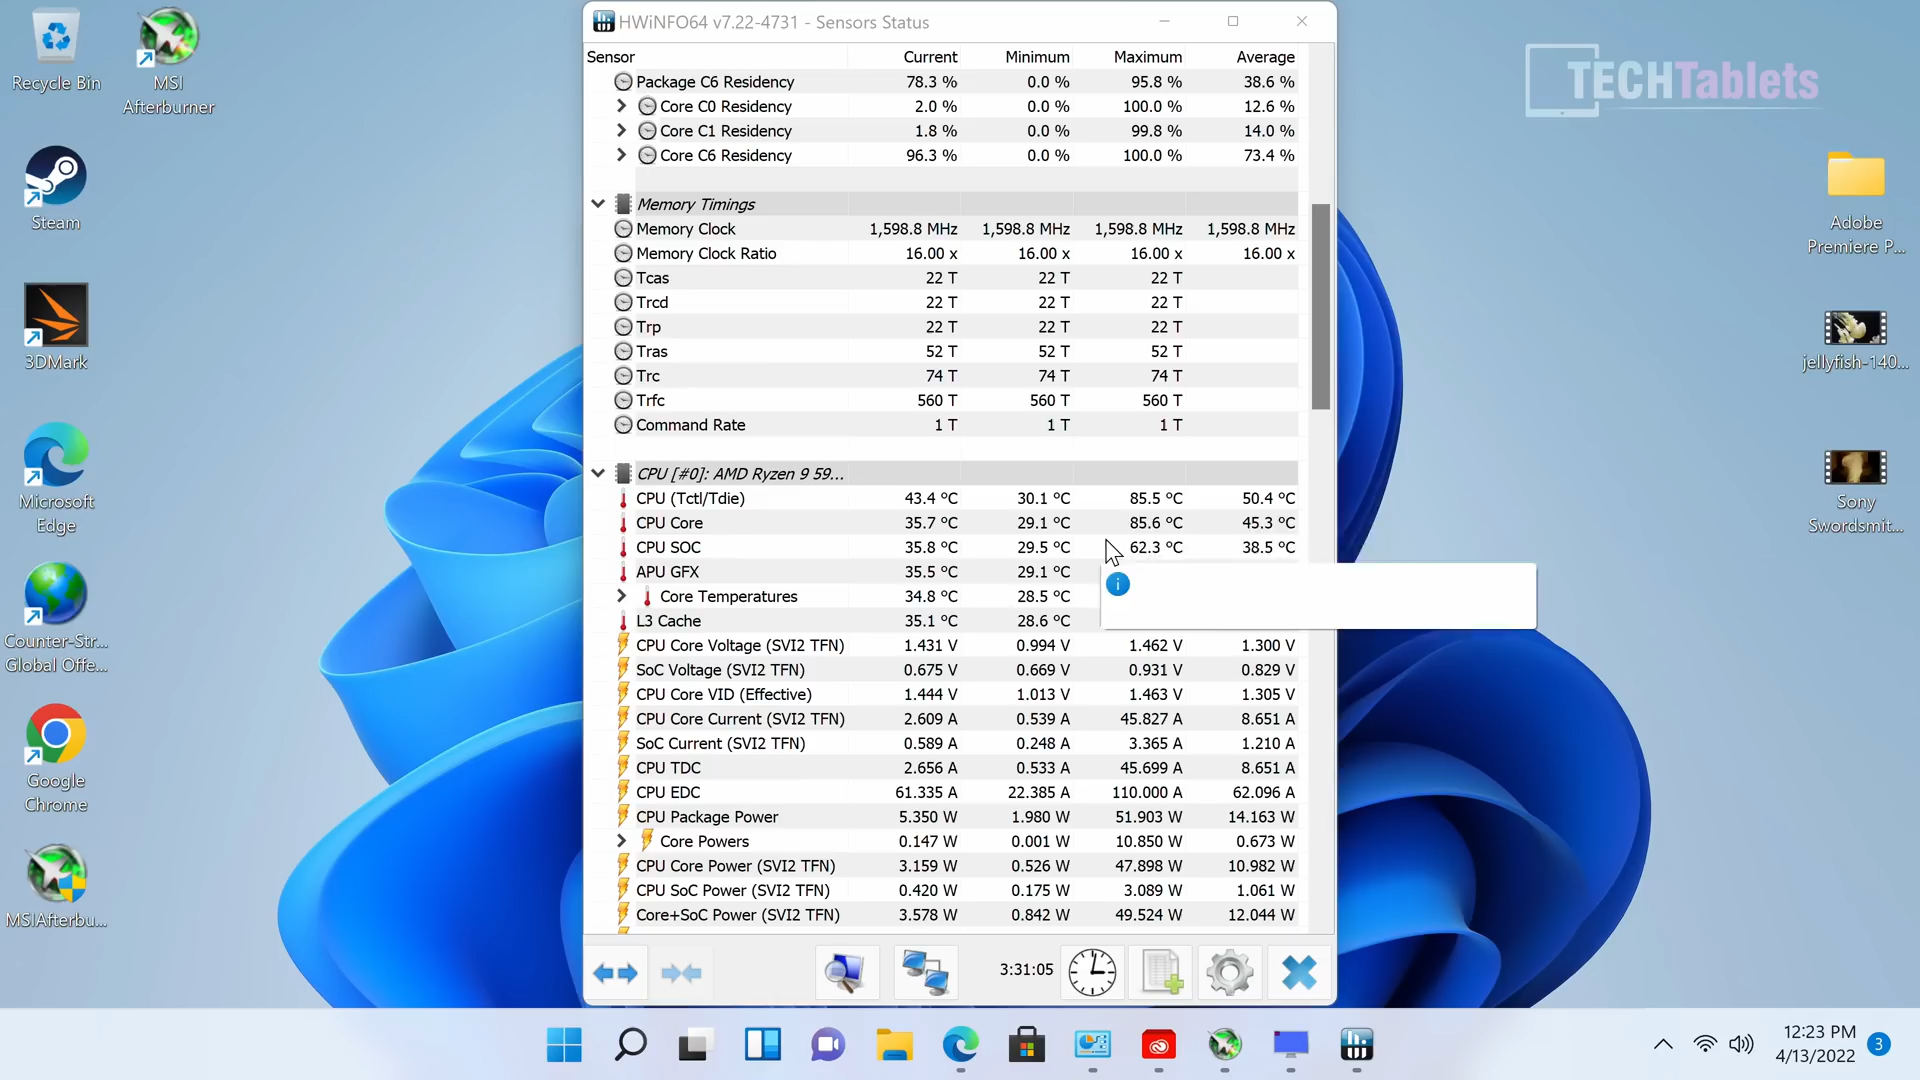 HWiNFO64 v7.22-4731 - Sensors Status
Sensor Current Minimum Maximum Average
Package C6 Residency 78.3 % 0.0 % 95.8 % 38.6 %
Core C0 Residency 2.0 % 0.0 % 100.0 % 12.6 %
Core C1 Residency 1.8 % 0.0 % 99.8 % 14.0 %
Core C6 Residency 96.3 % 0.0 % 100.0 % 73.4 %
Memory Timings
Memory Clock 1,598.8 MHz 1,598.8 MHz 1,598.8 MHz 1,598.8 MHz
Memory Clock Ratio 16.00 x 16.00 x 16.00 x 16.00 x
Tcas 22 T 22 T 22 T
Trcd 22 T 22 T 22 T
Trp 22 T 22 T 22 T
Tras 52 T 52 T 52 T
Trc 74 T 74 T 74 T
Trfc 560 T 560 T 560 T
Command Rate 1 T 1 T 1 T
CPU [#0]: AMD Ryzen 9 59...
CPU (Tctl/Tdie) 43.4 ºC 30.1 ºC 85.5 ºC 50.4 ºC
CPU Core 35.7 ºC 29.1 ºC 85.6 ºC 45.3 ºC
CPU SOC 35.8 ºC 29.5 ºC 62.3 ºC 38.5 ºC
APU GFX 35.5 ºC 29.1 ºC
Core Temperatures 34.8 ºC 28.5 ºC
L3 Cache 35.1 ºC 28.6 ºC
CPU Core Voltage (SVI2 TFN) 1.431 V 0.994 V 1.462 V 1.300 V
SoC Voltage (SVI2 TFN) 0.675 V 0.669 V 0.931 V 0.829 V
CPU Core VID (Effective) 1.444 V 1.013 V 1.463 V 1.305 V
CPU Core Current (SVI2 TFN) 2.609 A 0.539 A 45.827 A 8.651 A
SoC Current (SVI2 TFN) 0.589 A 0.248 A 3.365 A 1.210 A
CPU TDC 2.656 A 0.533 A 45.699 A 8.651 A
CPU EDC 61.335 A 22.385 A 110.000 A 62.096 A
CPU Package Power 5.350 W 1.980 W 51.903 W 14.163 W
Core Powers 0.147 W 0.001 W 10.850 W 0.673 W
CPU Core Power (SVI2 TFN) 3.159 W 0.526 W 47.898 W 10.982 W
CPU SoC Power (SVI2 TFN) 0.420 W 0.175 W 3.089 W 1.061 W
Core+SoC Power (SVI2 TFN) 3.578 W 0.842 W 49.524 W 12.044 W
3:31:05
Recycle Bin
MSI
Afterburner
Steam
3DMark
Microsoft
Edge
Counter-Str...
Global Offe...
Google
Chrome
MSIAfterbu...
TECHTablets
Adobe
Premiere P...
jellyfish-140...
Sony
Swordsmit...
12:23 PM
4/13/2022
3